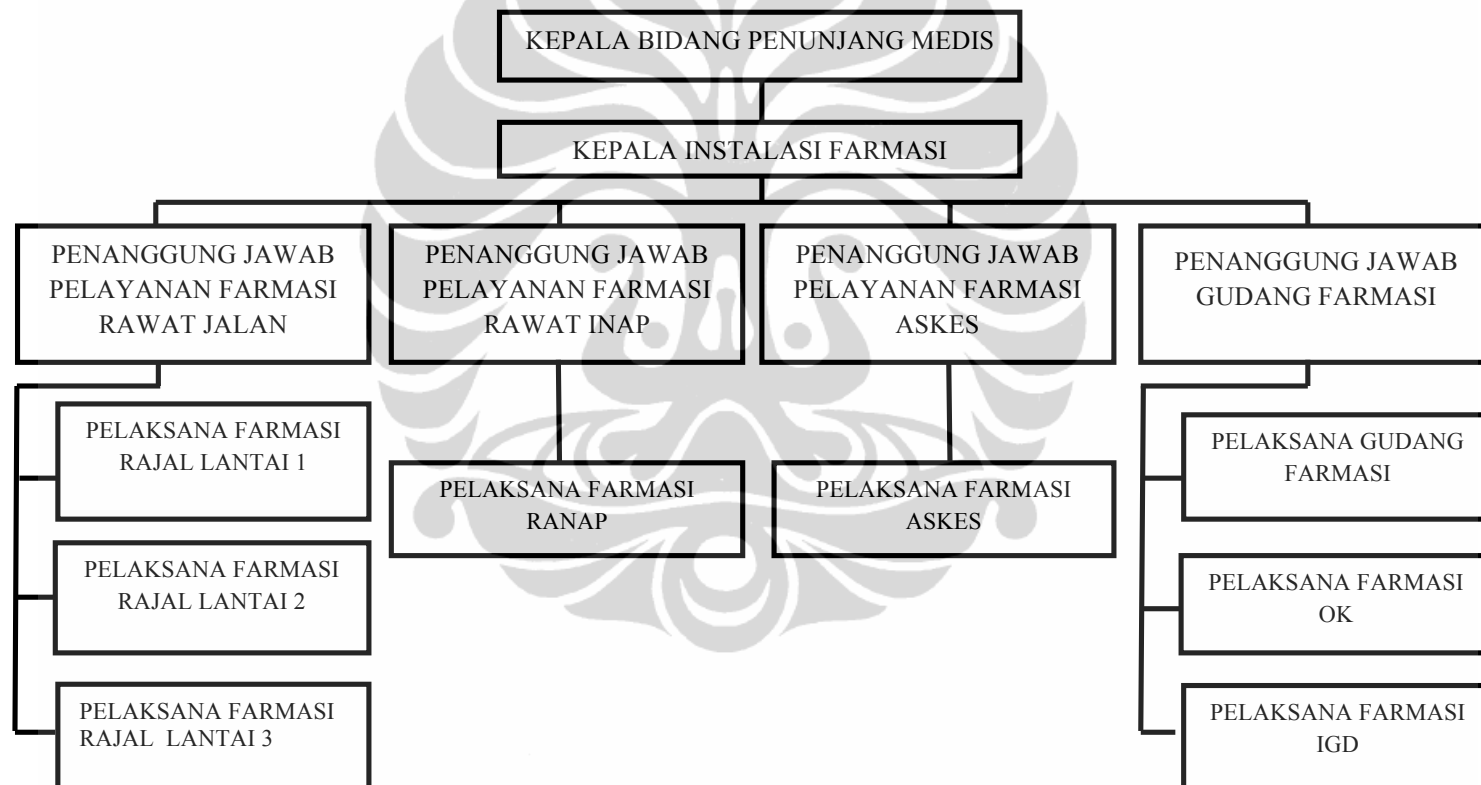 KEPALA BIDANG PENUNJANG MEDIS
KEPALA INSTALASI FARMASI
PENANGGUNG JAWAB
PELAYANAN FARMASI
RAWAT JALAN
PENANGGUNG JAWAB
PELAYANAN FARMASI
RAWAT INAP
PENANGGUNG JAWAB
PELAYANAN FARMASI
ASKES
PENANGGUNG JAWAB
GUDANG FARMASI
PELAKSANA FARMASI
RAJAL LANTAI 1
PELAKSANA FARMASI
RAJAL LANTAI 2
PELAKSANA FARMASI
RAJAL LANTAI 3
PELAKSANA FARMASI
RANAP
PELAKSANA FARMASI
ASKES
PELAKSANA GUDANG
FARMASI
PELAKSANA FARMASI
OK
PELAKSANA FARMASI
IGD